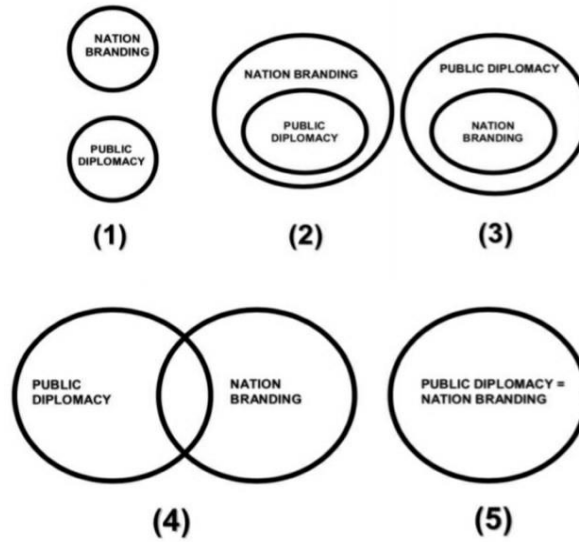 NATION
BRANDING
PUBLIC
DIPLOMACY
(1)
NATION BRANDING
PUBLIC
DIPLOMACY
(2)
PUBLIC DIPLOMACY
NATION
BRANDING
(3)
PUBLIC
DIPLOMACY
NATION
BRANDING
(4)
PUBLIC DIPLOMACY =
NATION BRANDING
(5)